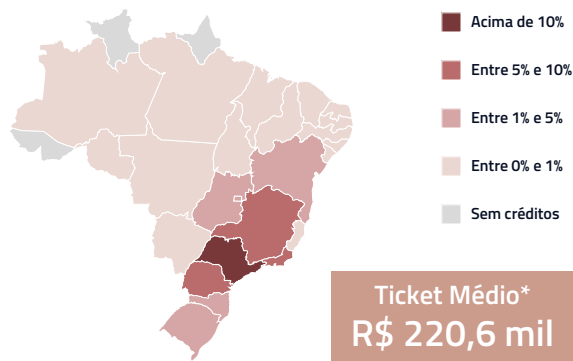 Acima de 10%
Entre 5% e 10%
Entre 1% e 5%
Entre 0% e 1%
Sem créditos
Ticket Médio*
R$ 220,6 mil